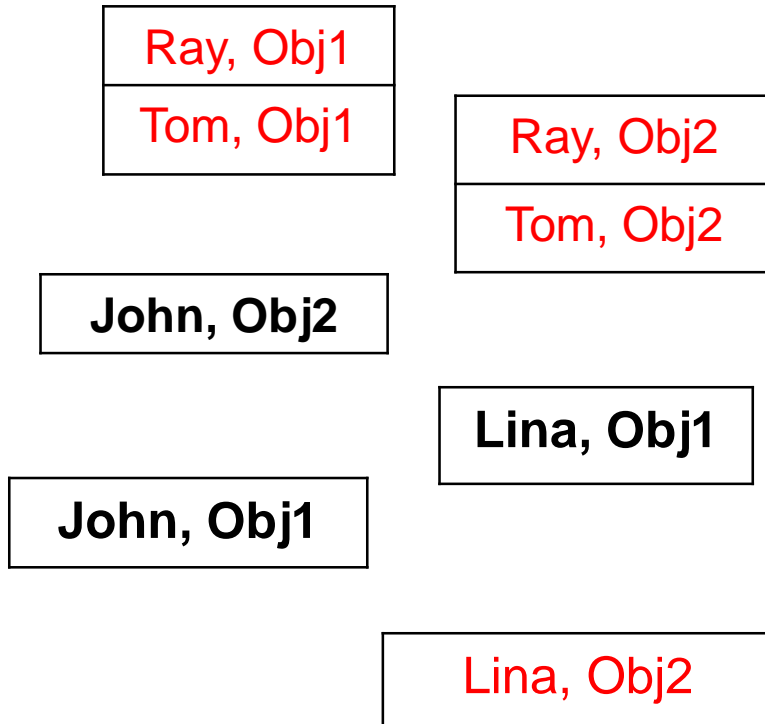 Ray, Obj1
Tom, Obj1
Ray, Obj2
Tom, Obj2
John, Obj2
Lina, Obj1
John, Obj1
Lina, Obj2